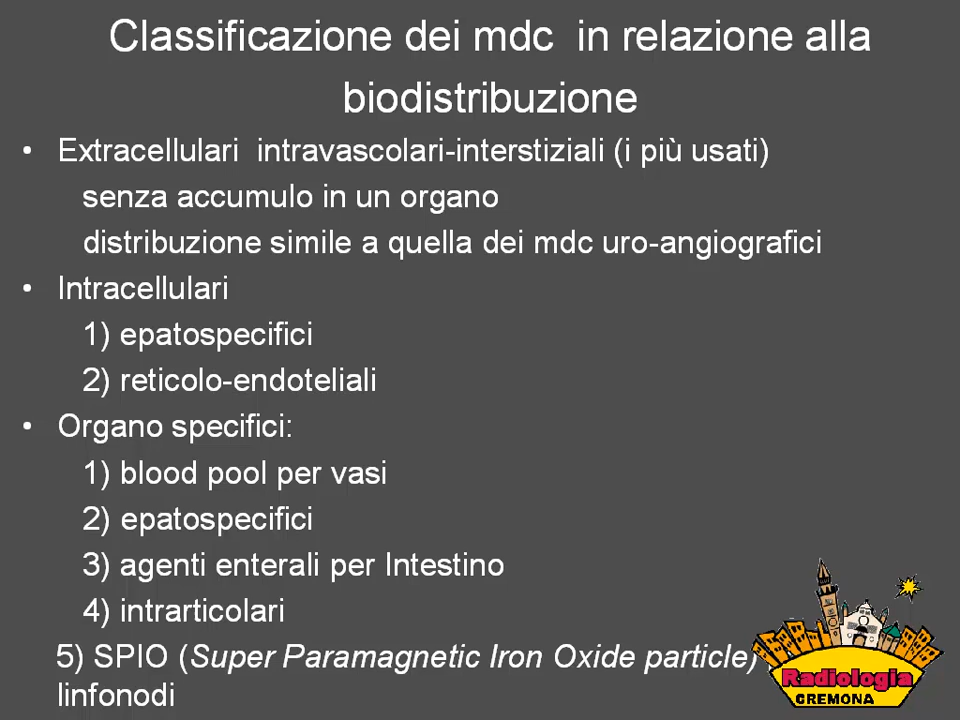 Classificazione dei mdc in relazione alla
biodistribuzione
• Extracellulari intravascolari-interstiziali (i più usati)
senza accumulo in un organo
distribuzione simile a quella dei mdc uro-angiografici
• Intracellulari
1) epatospecifici
2) reticolo-endoteliali
• Organo specifici:
1) blood pool per vasi
2) epatospecifici
3) agenti enterali per Intestino
4) intrarticolari
5) SPIO (Super Paramagnetic Iron Oxide particle)
linfonodi
Radiologia
CREMONA